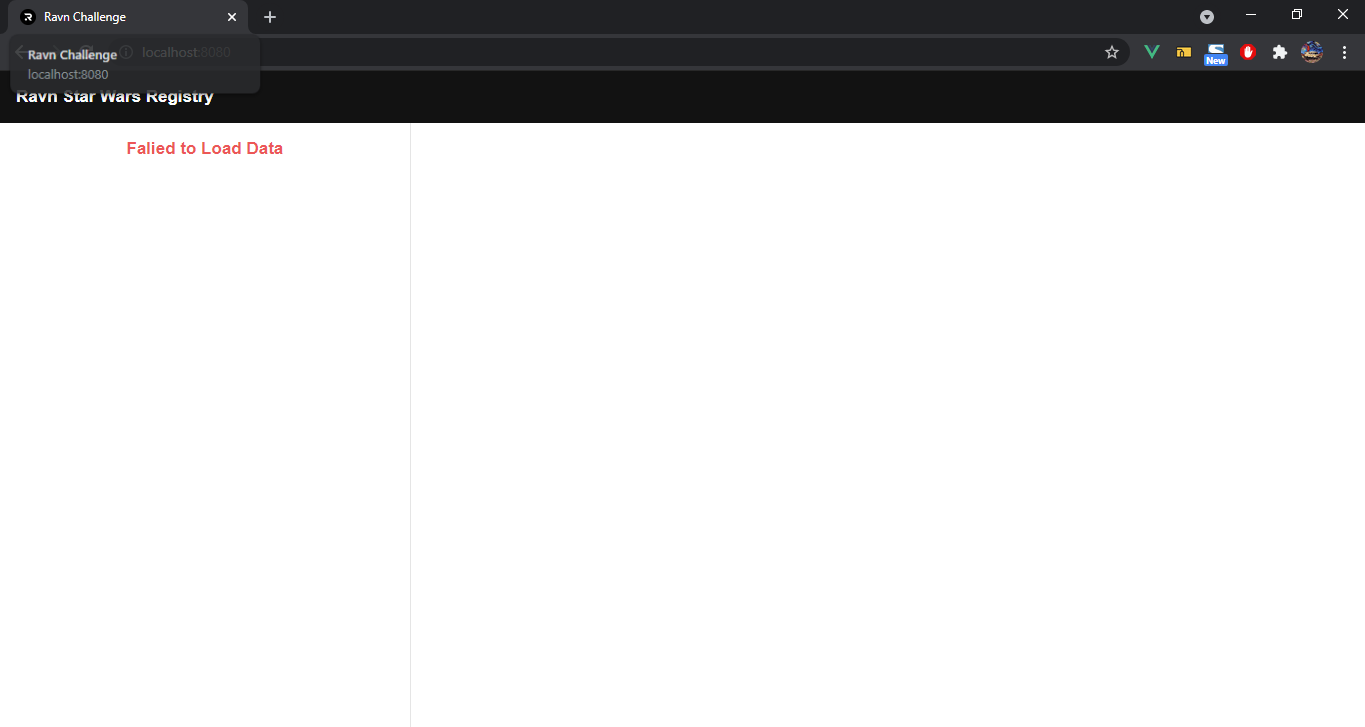 Ravn Challenge
localhost:8080
Ravn Challenge
localhost:8080
New
Ravn Star Wars Registry
Falied to Load Data